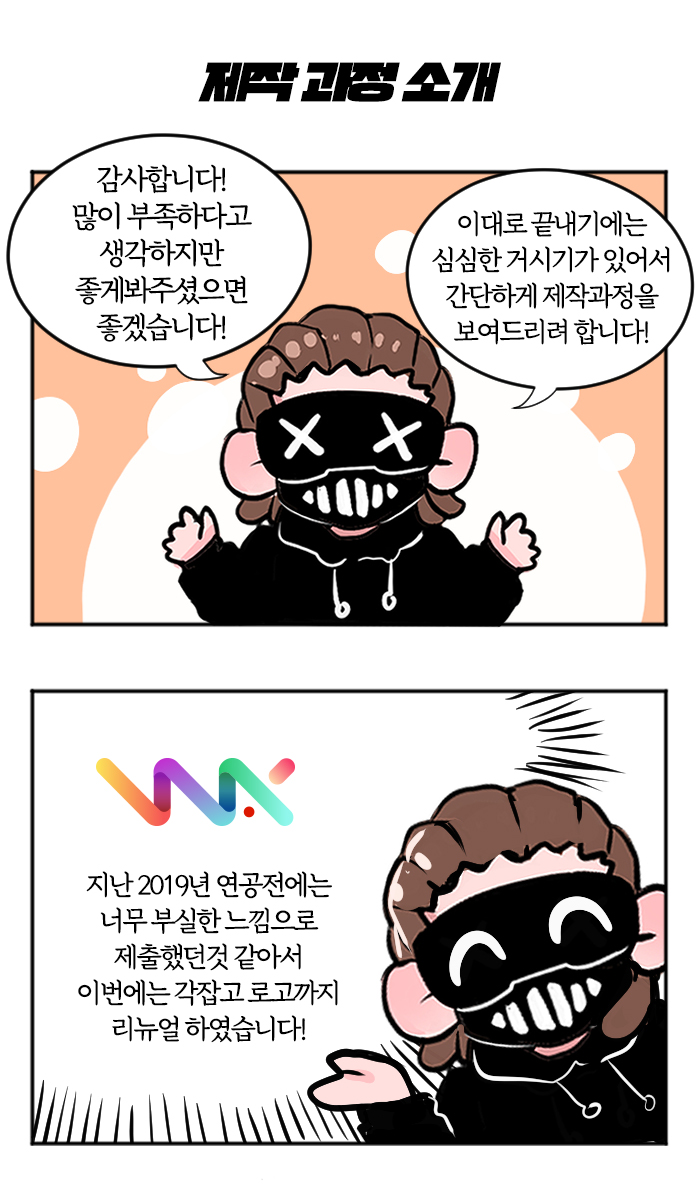 제작 과정 소개
감사합니다!
많이 부족하다고
생각하지만
좋게봐주셨으면
좋겠습니다!
이대로 끝내기에는
심심한 거시기가 있어서
간단하게 제작과정을
보여드리려 합니다!
지난 2019년 연공전에는
너무 부실한 느낌으로
제출했던것 같아서
이번에는 각잡고 로고까지
리뉴얼 하였습니다!